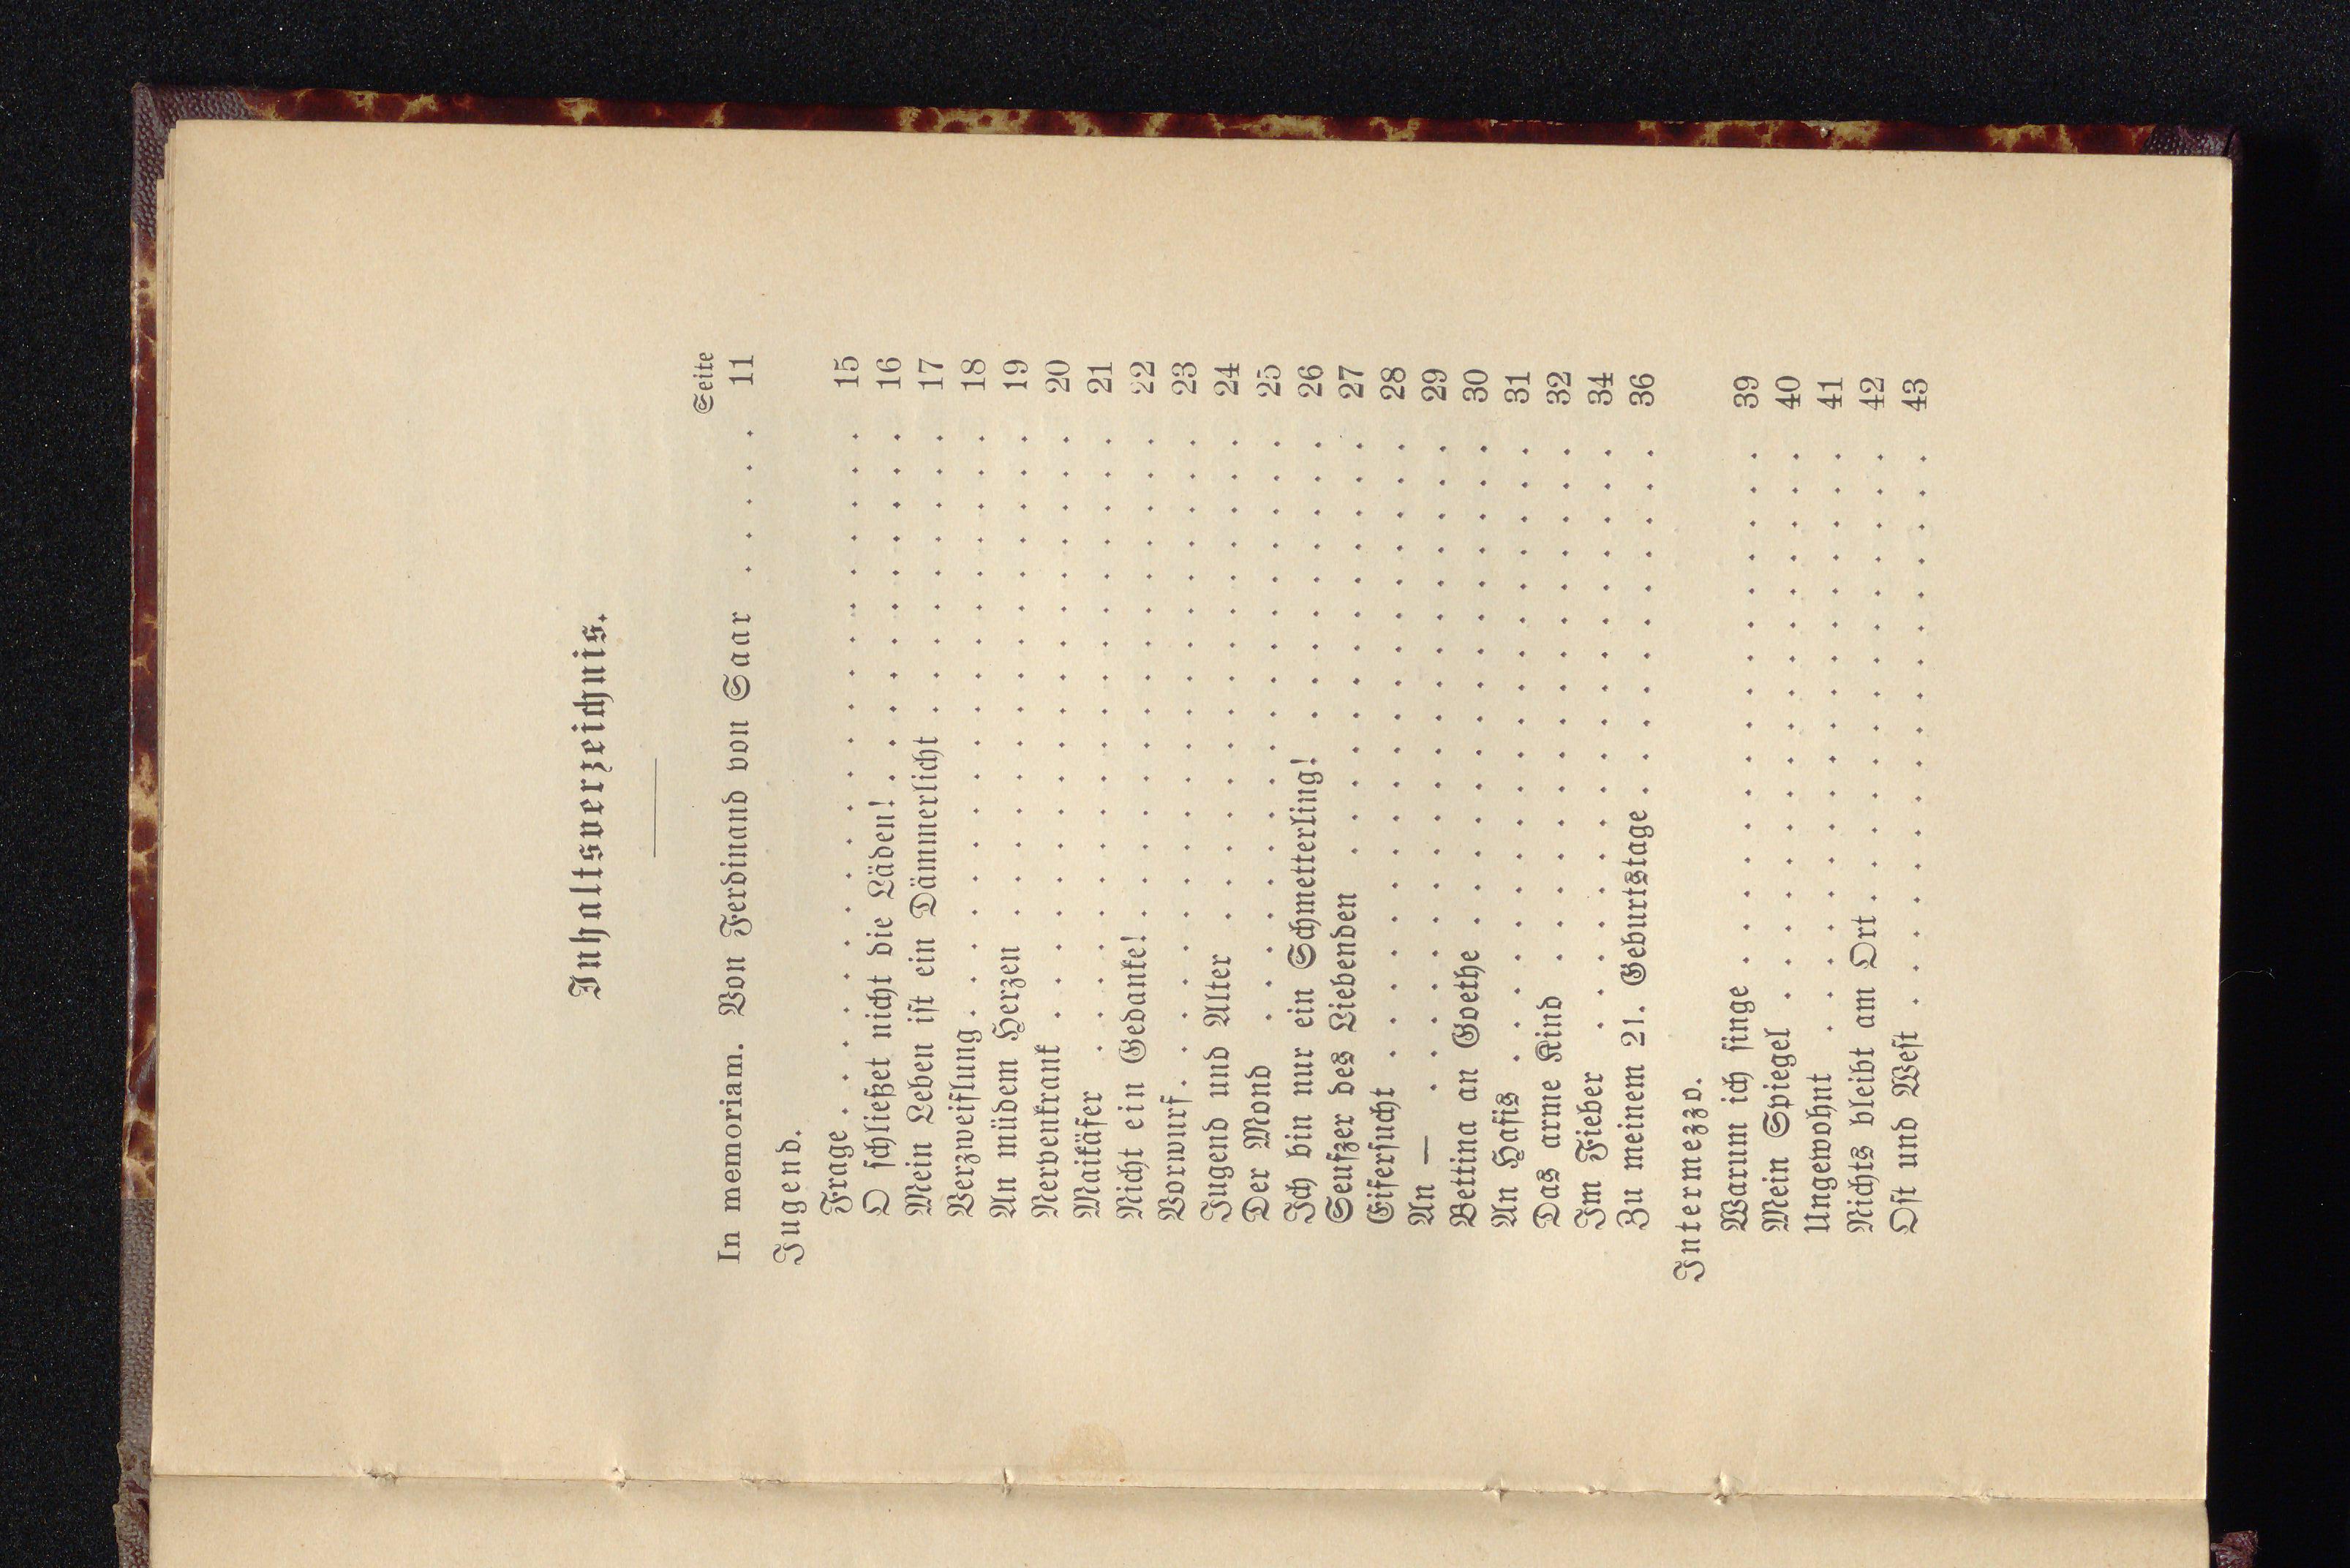 Inhaltsverzeichnis.
Seite
In memoriam. Von Ferdinand von Saar . . . . . 11
Jugend.
Frage . . . . . . . . . . . . . . . . . . . . 15
O schließet nicht die Läden! . . . . . . . . . . . 16
Mein Leben ist ein Dämmerlicht . . . . . . . . . 17
Verzweiflung . . . . . . . . . . . . . . . . . . 18
An müdem Herzen . . . . . . . . . . . . . . . 19
Nervenkrank . . . . . . . . . . . . . . . . . . 20
Maikäfer . . . . . . . . . . . . . . . . . . . 21
Nicht ein Gedanke! . . . . . . . . . . . . . . . 22
Vorwurf . . . . . . . . . . . . . . . . . . . . 23
Jugend und Alter . . . . . . . . . . . . . . . 24
Der Mond . . . . . . . . . . . . . . . . . . 25
Ich bin nur ein Schmetterling! . . . . . . . . . . 26
Seufzer des Liebenden . . . . . . . . . . . . . 27
Eifersucht . . . . . . . . . . . . . . . . . . . 28
An — . . . . . . . . . . . . . . . . . . . . 29
Bettina an Goethe . . . . . . . . . . . . . . . 30
An Hafis . . . . . . . . . . . . . . . . . . . 31
Das arme Kind . . . . . . . . . . . . . . . . 32
Im Fieber . . . . . . . . . . . . . . . . . . 34
Zu meinem 21. Geburtstage . . . . . . . . . . . 36
Intermezzo.
Warum ich singe . . . . . . . . . . . . . . . . 39
Mein Spiegel . . . . . . . . . . . . . . . . . 40
Ungewohnt . . . . . . . . . . . . . . . . . . 41
Nichts bleibt am Ort . . . . . . . . . . . . . . 42
Ost und West . . . . . . . . . . . . . . . . . 43